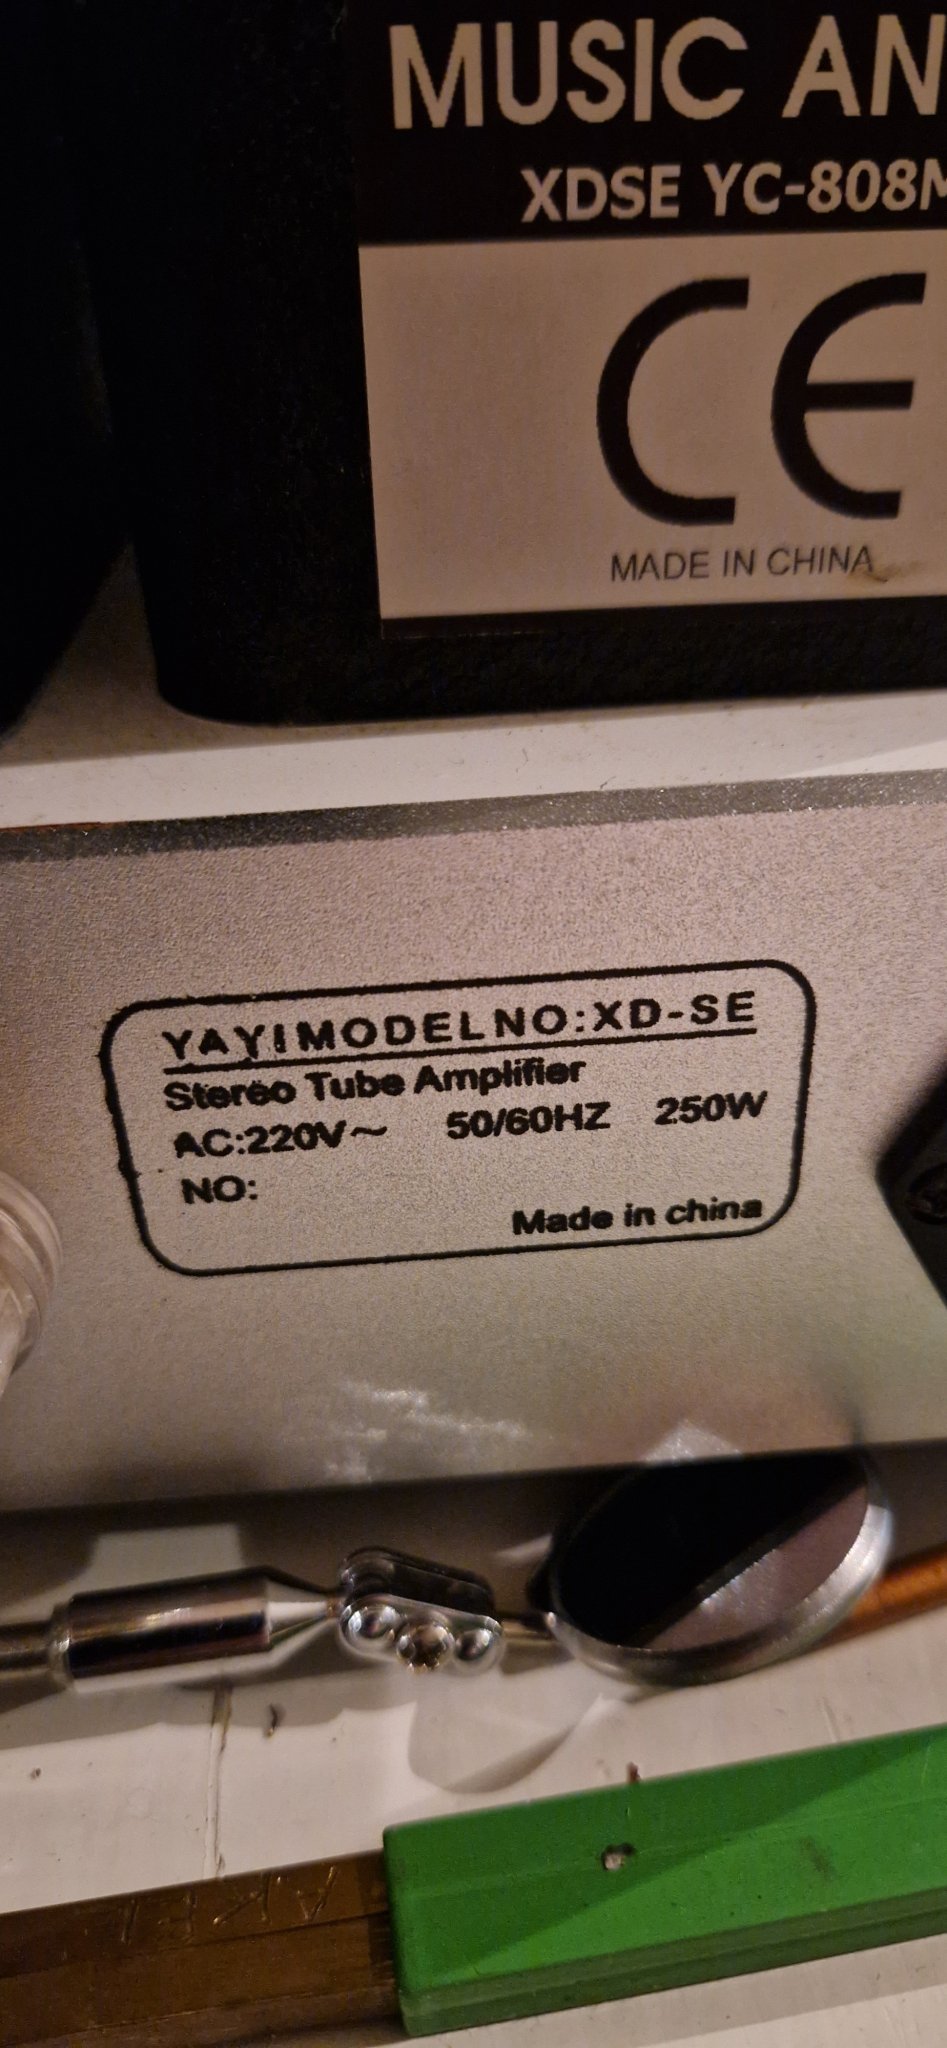 MUSIC AN
XDSE YC-808M
CE
MADE IN CHINA
YAYIMODELNO:XD-SE
Stereo Tube Amplifier
AC:220V~ 50/60HZ 250W
NO:
Made in china